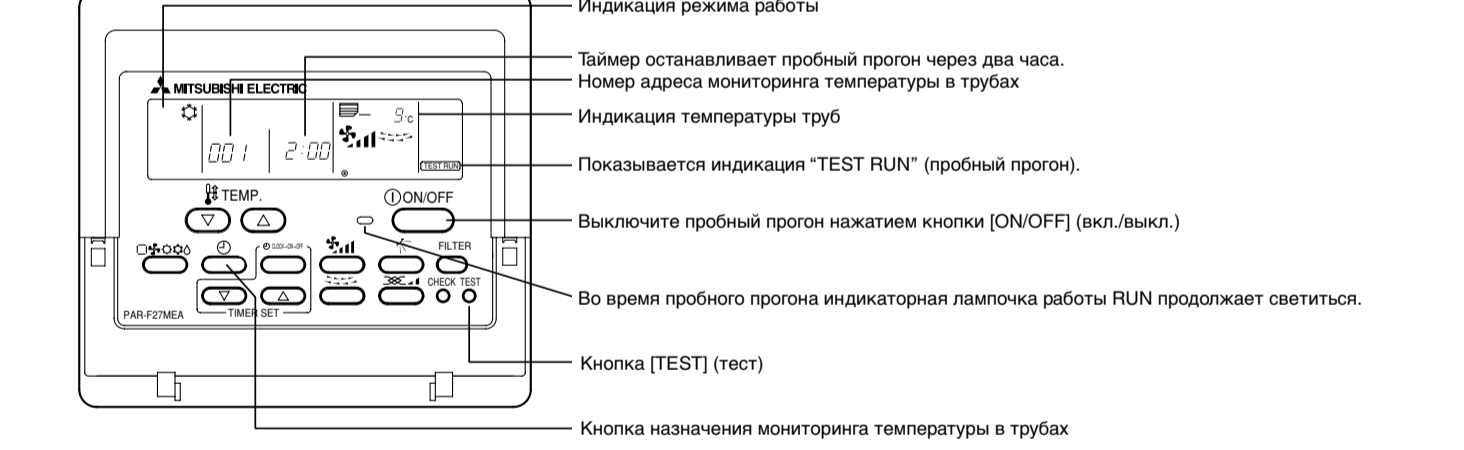 Индикация режима работы
Таймер останавливает пробный прогон через два часа.
Номер адреса мониторинга температуры в трубах
MITSUBISHI ELECTRIC
Индикация температуры труб
9°C
001 2:00
TEST RUN
Показывается индикация “TEST RUN” (пробный прогон).
TEMP. ON/OFF
Выключите пробный прогон нажатием кнопки [ON/OFF] (вкл./выкл.)
CLOCK→ON→OFF FILTER
CHECK TEST
Во время пробного прогона индикаторная лампочка работы RUN продолжает светиться.
PAR-F27MEA TIMER SET
Кнопка [TEST] (тест)
Кнопка назначения мониторинга температуры в трубах